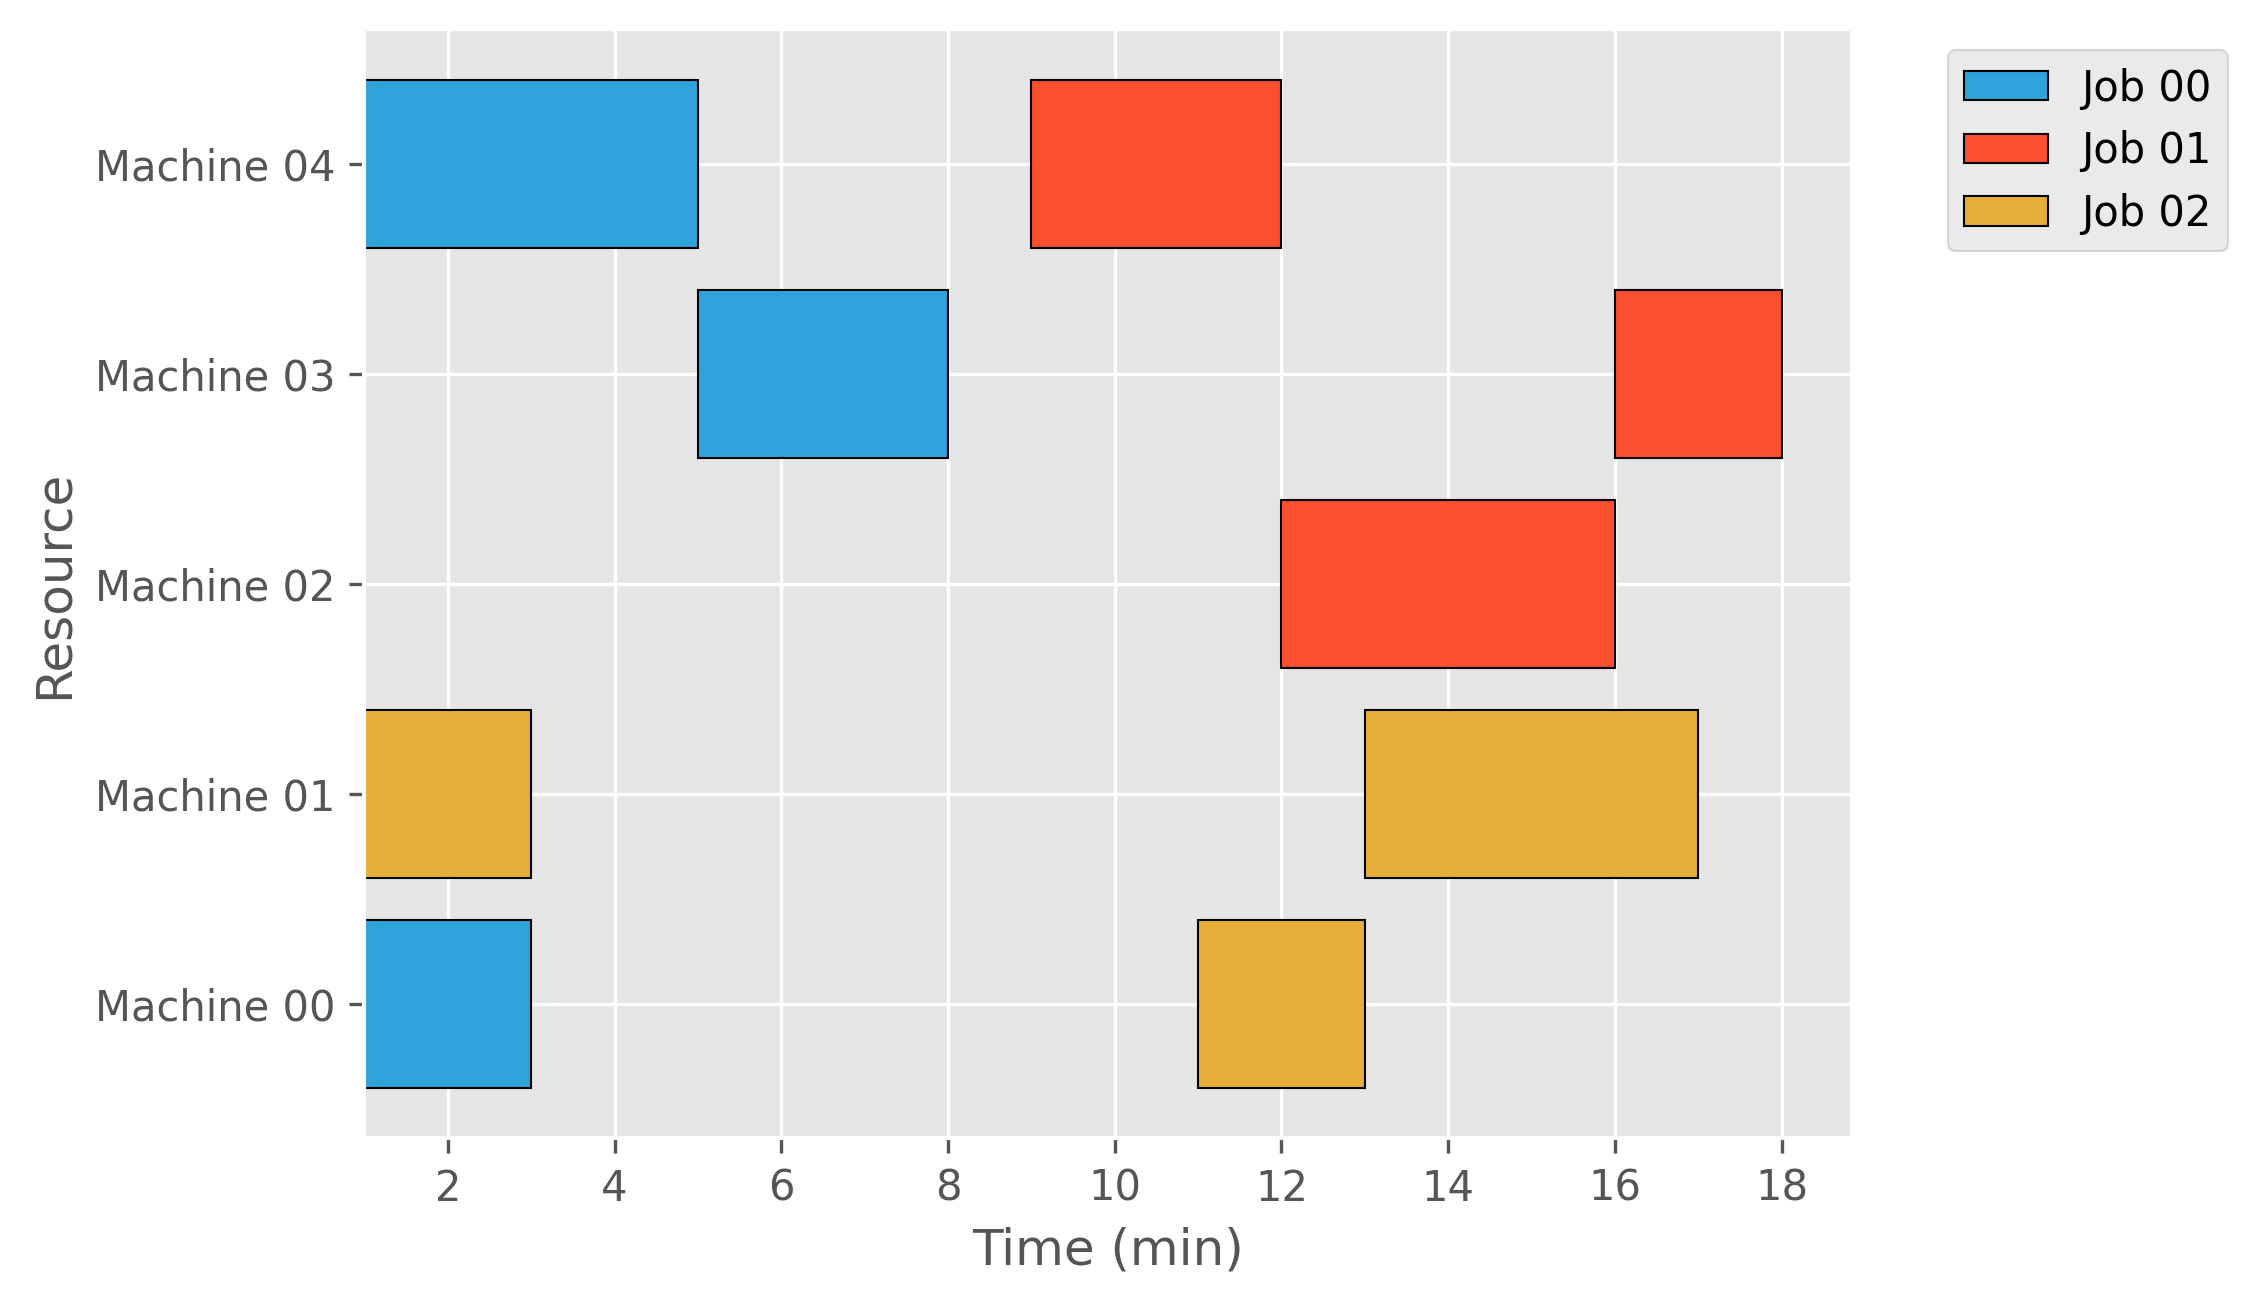 Job 00
Job 01
Job 02
Machine 04
Machine 03
Machine 02
Machine 01
Machine 00
Resource
2 4 6 8 10 12 14 16 18
Time (min)